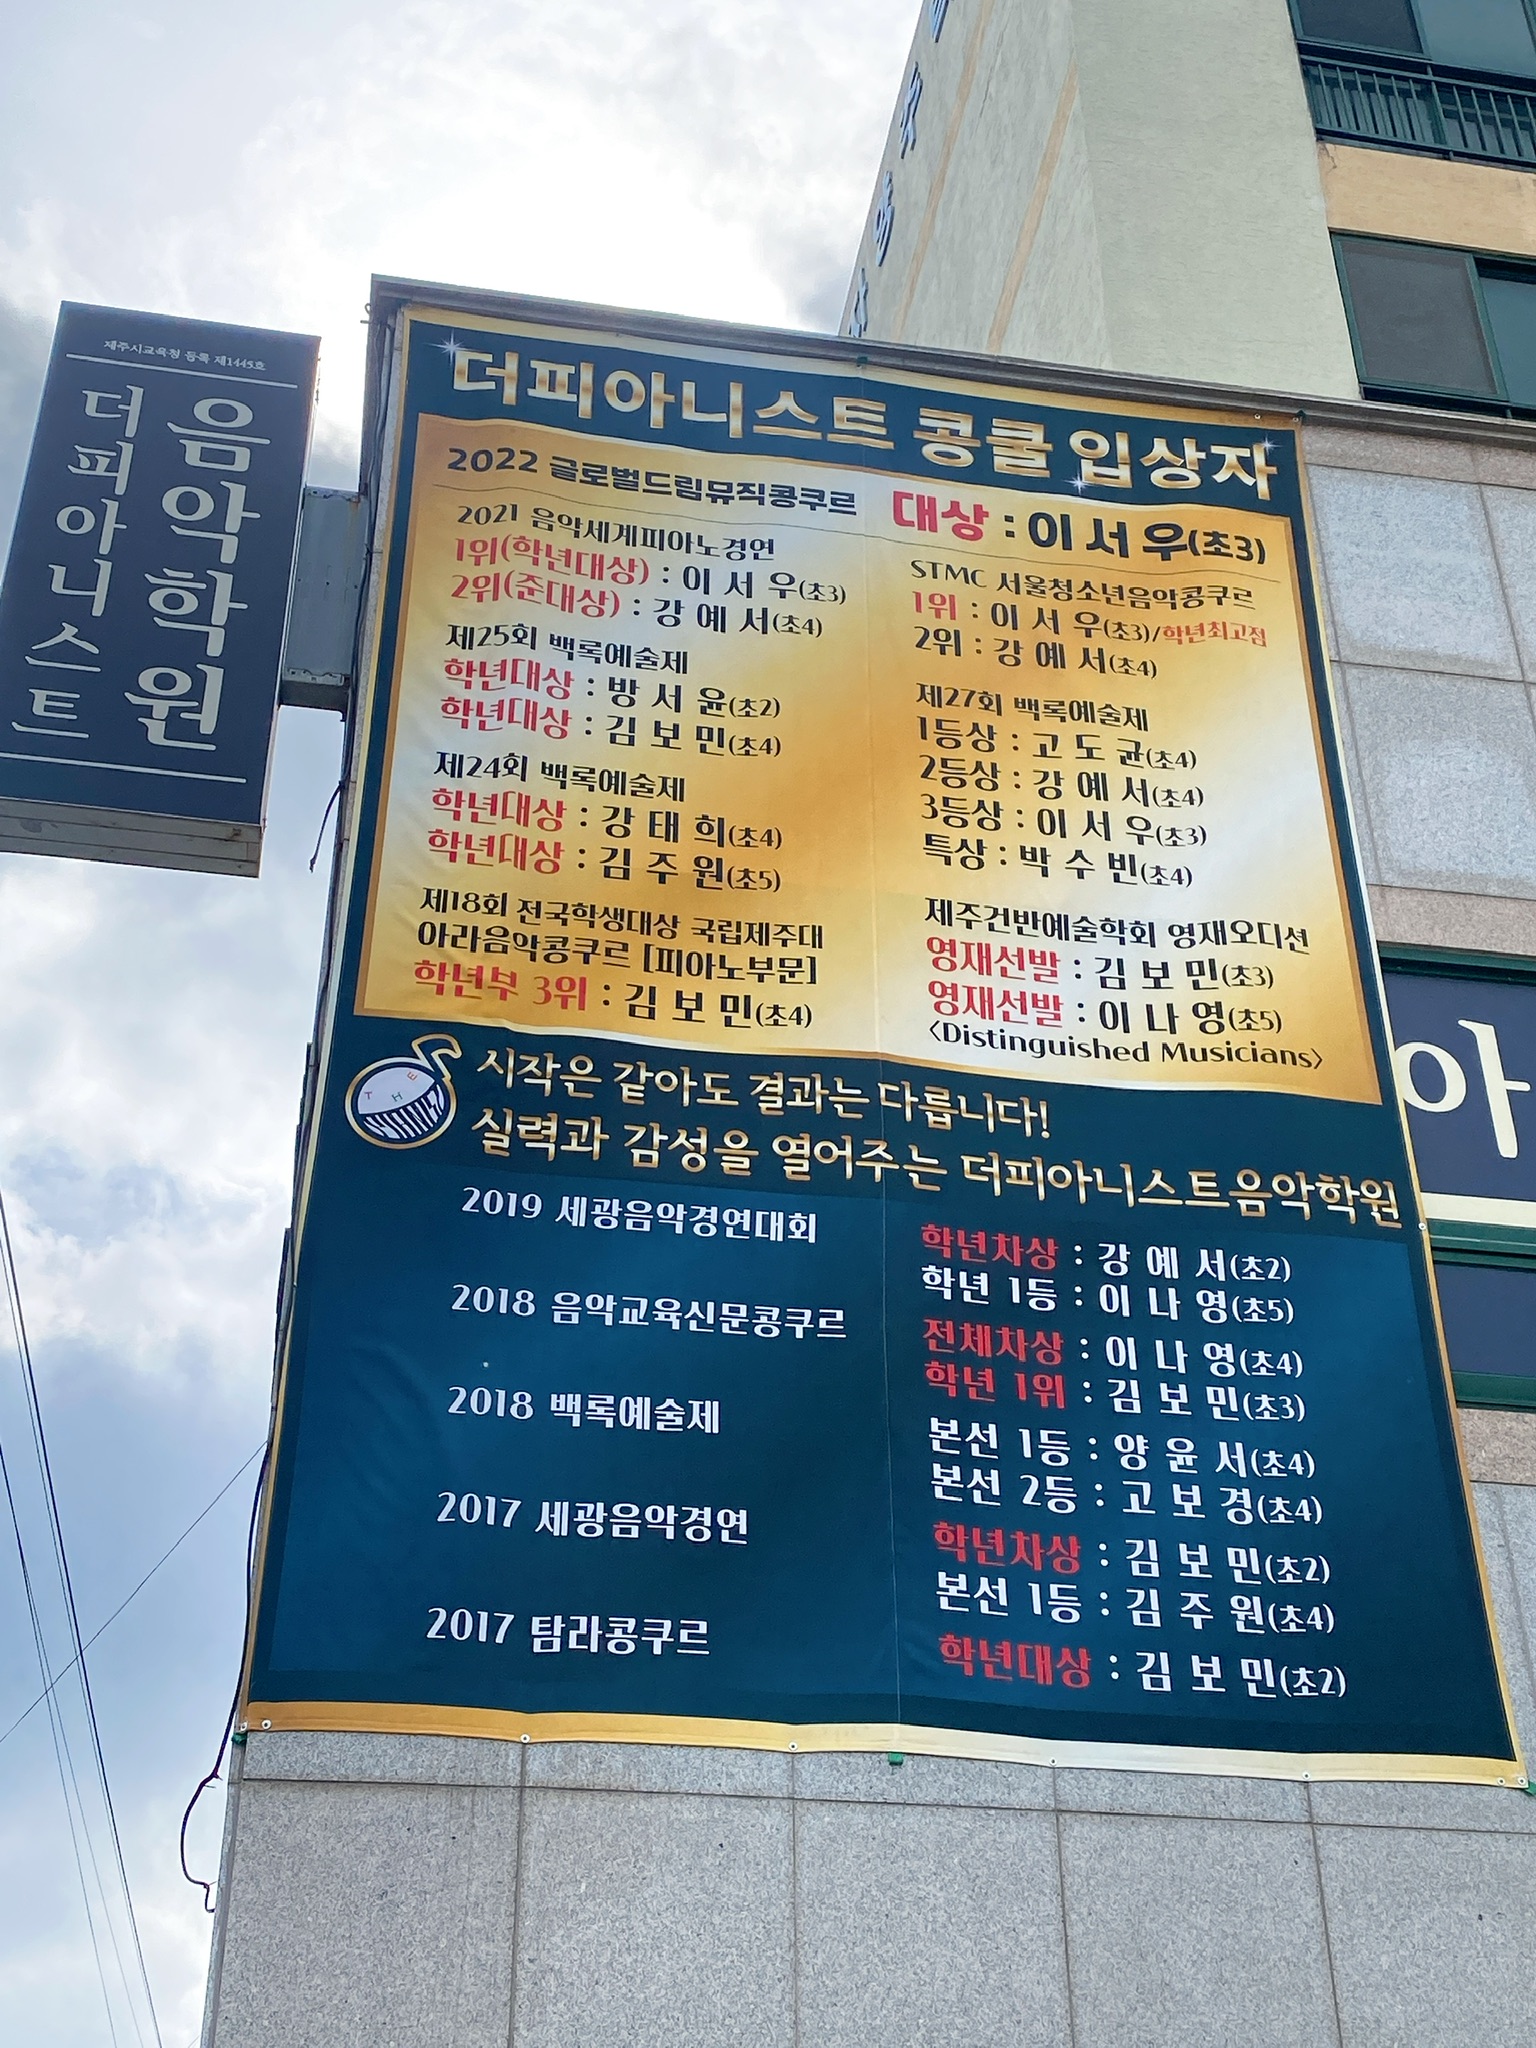 제주시교육청 등록 제1445호
더피아니스트
음악학원
더피아니스트 콩쿨 입상자
2022 글로벌드림뮤직콩쿠르 대상 : 이서우(초3)
2021 음악세계피아노경연
1위(학년대상) : 이 서 우(초3)
2위(준대상) : 강 예 서(초4)
제25회 백록예술제
학년대상 : 방 서 윤(초2)
학년대상 : 김 보 민(초4)
제24회 백록예술제
학년대상 : 강 태 희(초4)
학년대상 : 김 주 원(초5)
제18회 전국학생대상 국립제주대
아라음악콩쿠르 [피아노부문]
학년부 3위 : 김 보 민(초4)
STMC 서울청소년음악콩쿠르
1위 : 이 서 우(초3)/학년최고점
2위 : 강 예 서(초4)
제27회 백록예술제
1등상 : 고 도 균(초4)
2등상 : 강 예 서(초4)
3등상 : 이 서 우(초3)
특상 : 박 수 빈(초4)
제주건반예술학회 영재오디션
영재선발 : 김 보 민(초3)
영재선발 : 이 나 영(초5)
<Distinguished Musicians>
THE
시작은 같아도 결과는 다릅니다!
실력과 감성을 열어주는 더피아니스트음악학원
2019 세광음악경연대회
학년차상 : 강 예 서(초2)
학년 1등 : 이 나 영(초5)
2018 음악교육신문콩쿠르
전체차상 : 이 나 영(초4)
학년 1위 : 김 보 민(초3)
2018 백록예술제
본선 1등 : 양 윤 서(초4)
본선 2등 : 고 보 경(초4)
2017 세광음악경연
학년차상 : 김 보 민(초2)
본선 1등 : 김 주 원(초4)
2017 탐라콩쿠르
학년대상 : 김 보 민(초2)
아